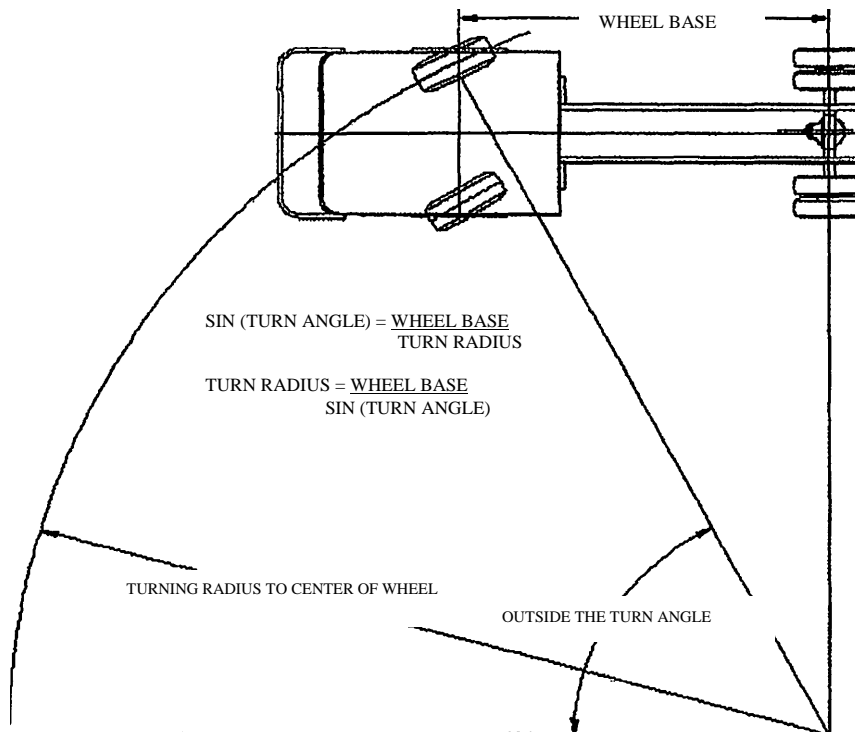 WHEEL BASE
SIN (TURN ANGLE) = WHEEL BASE
TURN RADIUS
TURN RADIUS = WHEEL BASE
SIN (TURN ANGLE)
TURNING RADIUS TO CENTER OF WHEEL
OUTSIDE THE TURN ANGLE